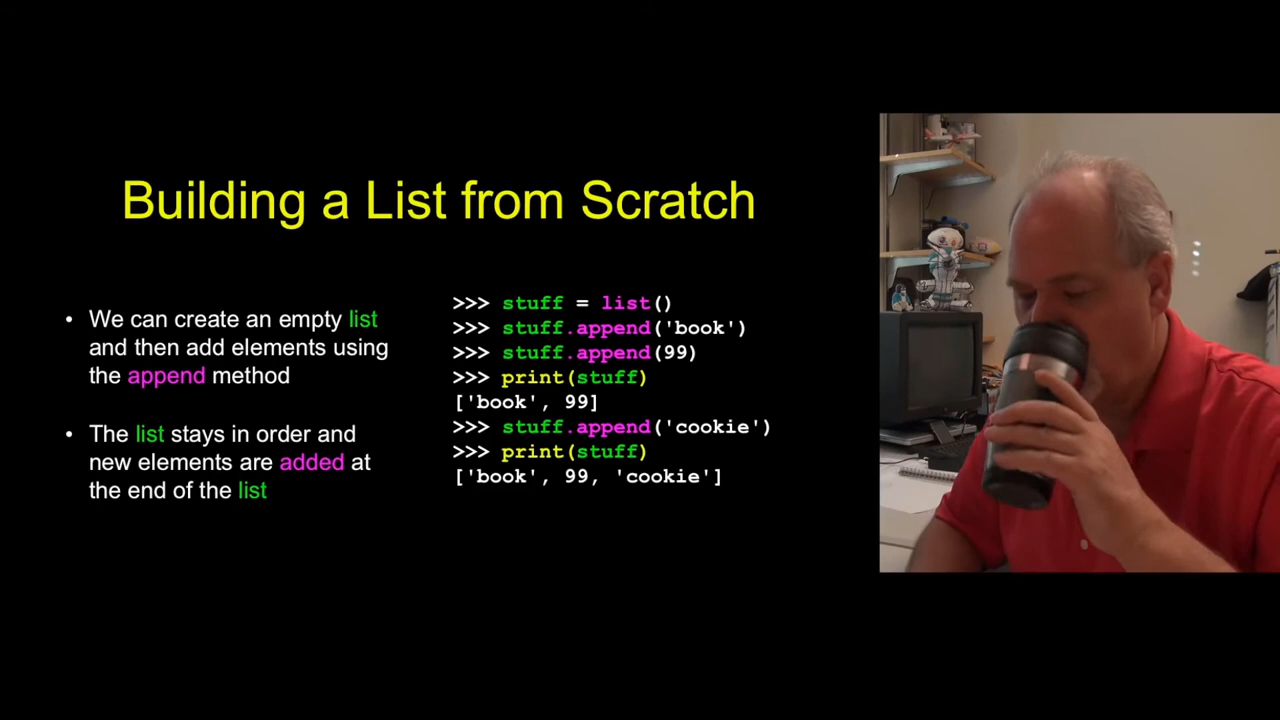 Building a List from Scratch
• We can create an empty list
and then add elements using
the append method
• The list stays in order and
new elements are added at
the end of the list
>>> stuff = list()
>>> stuff.append('book')
>>> stuff.append(99)
>>> print(stuff)
['book', 99]
>>> stuff.append('cookie')
>>> print(stuff)
['book', 99, 'cookie']